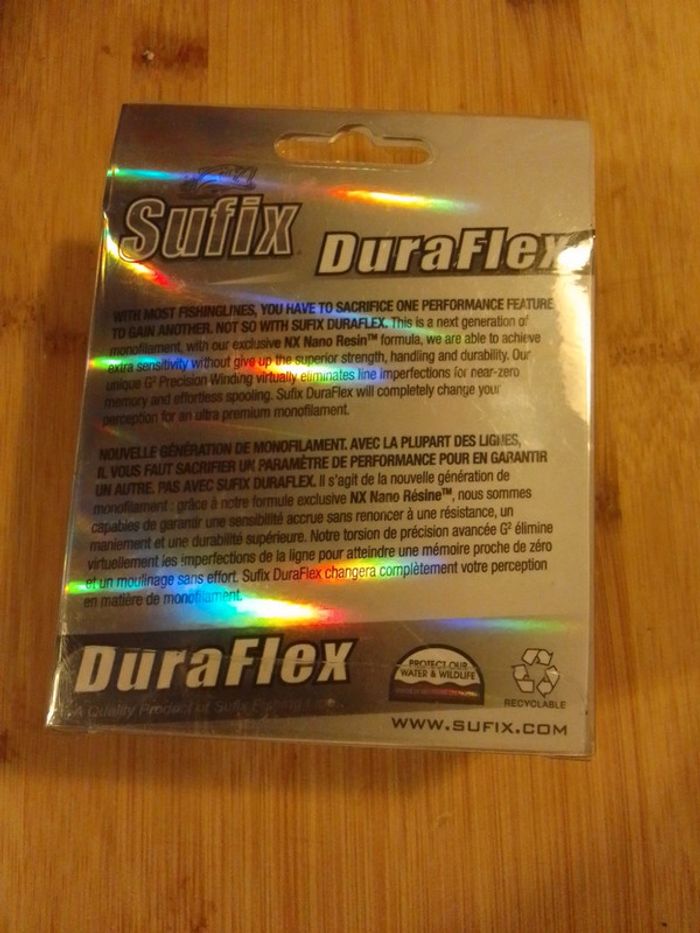 Sufix
DuraFlex
WITH MOST FISHINGLINES, YOU HAVE TO SACRIFICE ONE PERFORMANCE FEATURE
TO GAIN ANOTHER. NOT SO WITH SUFIX DURAFLEX. This is a next generation of
monofilament, with our exclusive NX Nano Resin™ formula, we are able to achieve
extra sensitivity without give up the superior strength, handling and durability. Our
unique G² Precision Winding virtually eliminates line imperfections for near-zero
memory and effortless spooling. Sufix DuraFlex will completely change your
perception for an ultra premium monofilament.
NOUVELLE GÉNÉRATION DE MONOFILAMENT. AVEC LA PLUPART DES LIGNES,
IL VOUS FAUT SACRIFIER UN PARAMÈTRE DE PERFORMANCE POUR EN GARANTIR
UN AUTRE. PAS AVEC SUFIX DURAFLEX. Il s'agit de la nouvelle génération de
monofilament : grâce à notre formule exclusive NX Nano Résine™, nous sommes
capables de garantir une sensibilité accrue sans renoncer à une résistance, un
maniement et une durabilité supérieure. Notre torsion de précision avancée G² élimine
virtuellement les imperfections de la ligne pour atteindre une mémoire proche de zéro
et un moulinage sans effort. Sufix DuraFlex changera complètement votre perception
en matière de monofilament.
DuraFlex
A Quality Product of Sufix Fishing
PROTECT OUR
WATER & WILDLIFE
RECYCLABLE
WWW.SUFIX.COM